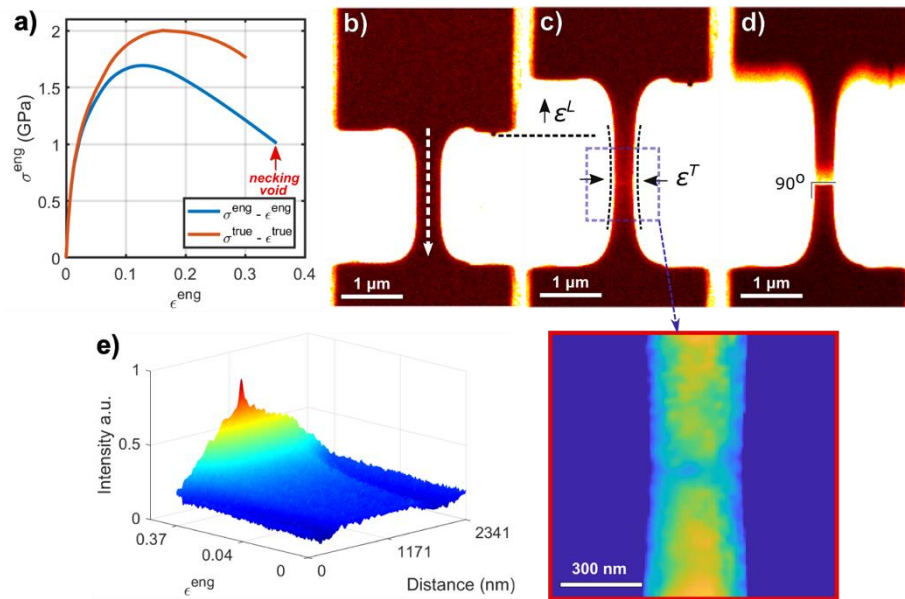 a)
2
1.5
1
0.5
0
σ^eng (GPa)
0 0.1 0.2 0.3 0.4
ϵ^eng
necking
void
σ^eng - ϵ^eng
σ^true - ϵ^true
b)
1 µm
c)
ε^L
ε^T
1 µm
d)
90°
1 µm
e)
1
0.5
0
Intensity a.u.
0.37
0.04
0
ϵ^eng
0
1171
2341
Distance (nm)
300 nm